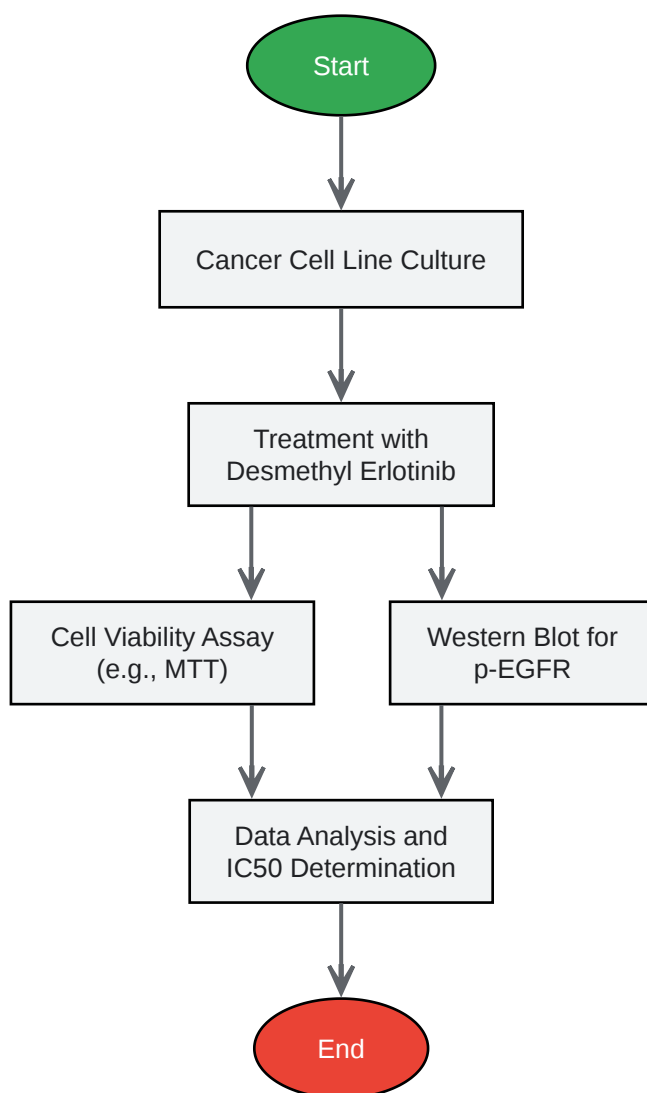 Start
Cancer Cell Line Culture
Treatment with
Desmethyl Erlotinib
Cell Viability Assay
(e.g., MTT)
Western Blot for
p-EGFR
Data Analysis and
IC50 Determination
End